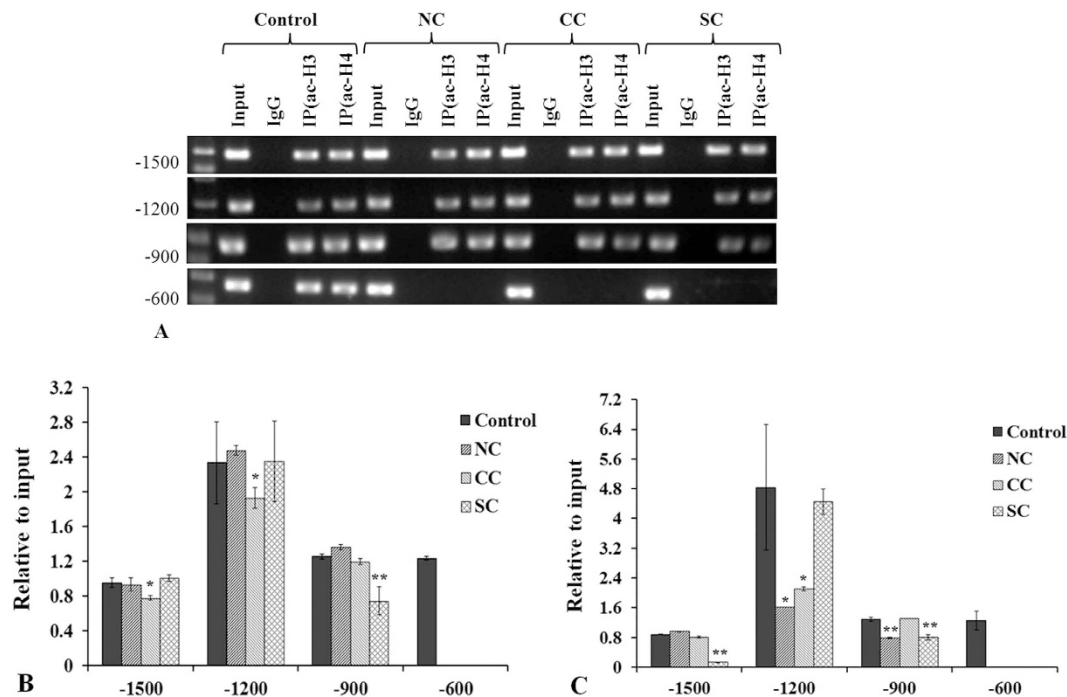 Control NC CC SC
Input IgG IP(ac-H3 IP(ac-H4 Input IgG IP(ac-H3 IP(ac-H4 Input IgG IP(ac-H3 IP(ac-H4 Input IgG IP(ac-H3 IP(ac-H4
-1500
-1200
-900
-600
A
Relative to input
3.2
2.8
2.4
2
1.6
1.2
0.8
0.4
0
Control
NC
CC
SC
* * **
-1500 -1200 -900 -600
B
Relative to input
7.2
6.4
5.6
4.8
4
3.2
2.4
1.6
0.8
0
Control
NC
CC
SC
** * * ** **
-1500 -1200 -900 -600
C